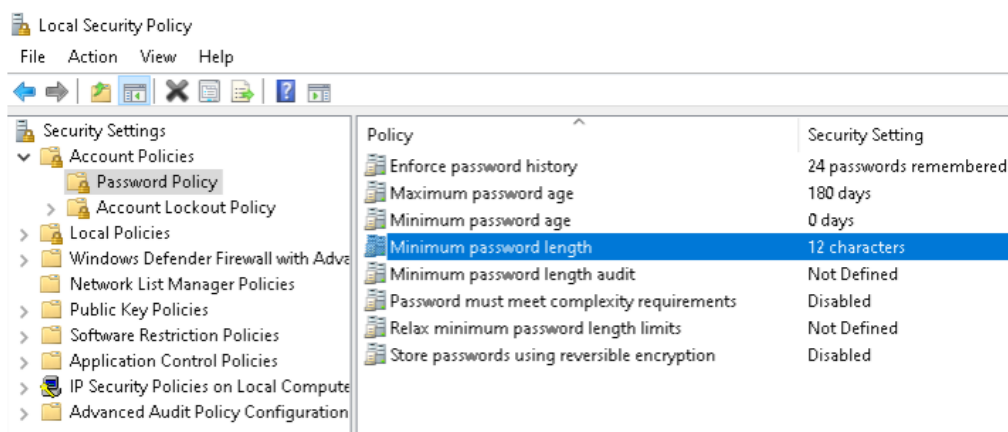 Local Security Policy
File Action View Help
Security Settings
Account Policies
Password Policy
Account Lockout Policy
Local Policies
Windows Defender Firewall with Adva
Network List Manager Policies
Public Key Policies
Software Restriction Policies
Application Control Policies
IP Security Policies on Local Compute
Advanced Audit Policy Configuration
Policy Security Setting
Enforce password history 24 passwords remembered
Maximum password age 180 days
Minimum password age 0 days
Minimum password length 12 characters
Minimum password length audit Not Defined
Password must meet complexity requirements Disabled
Relax minimum password length limits Not Defined
Store passwords using reversible encryption Disabled